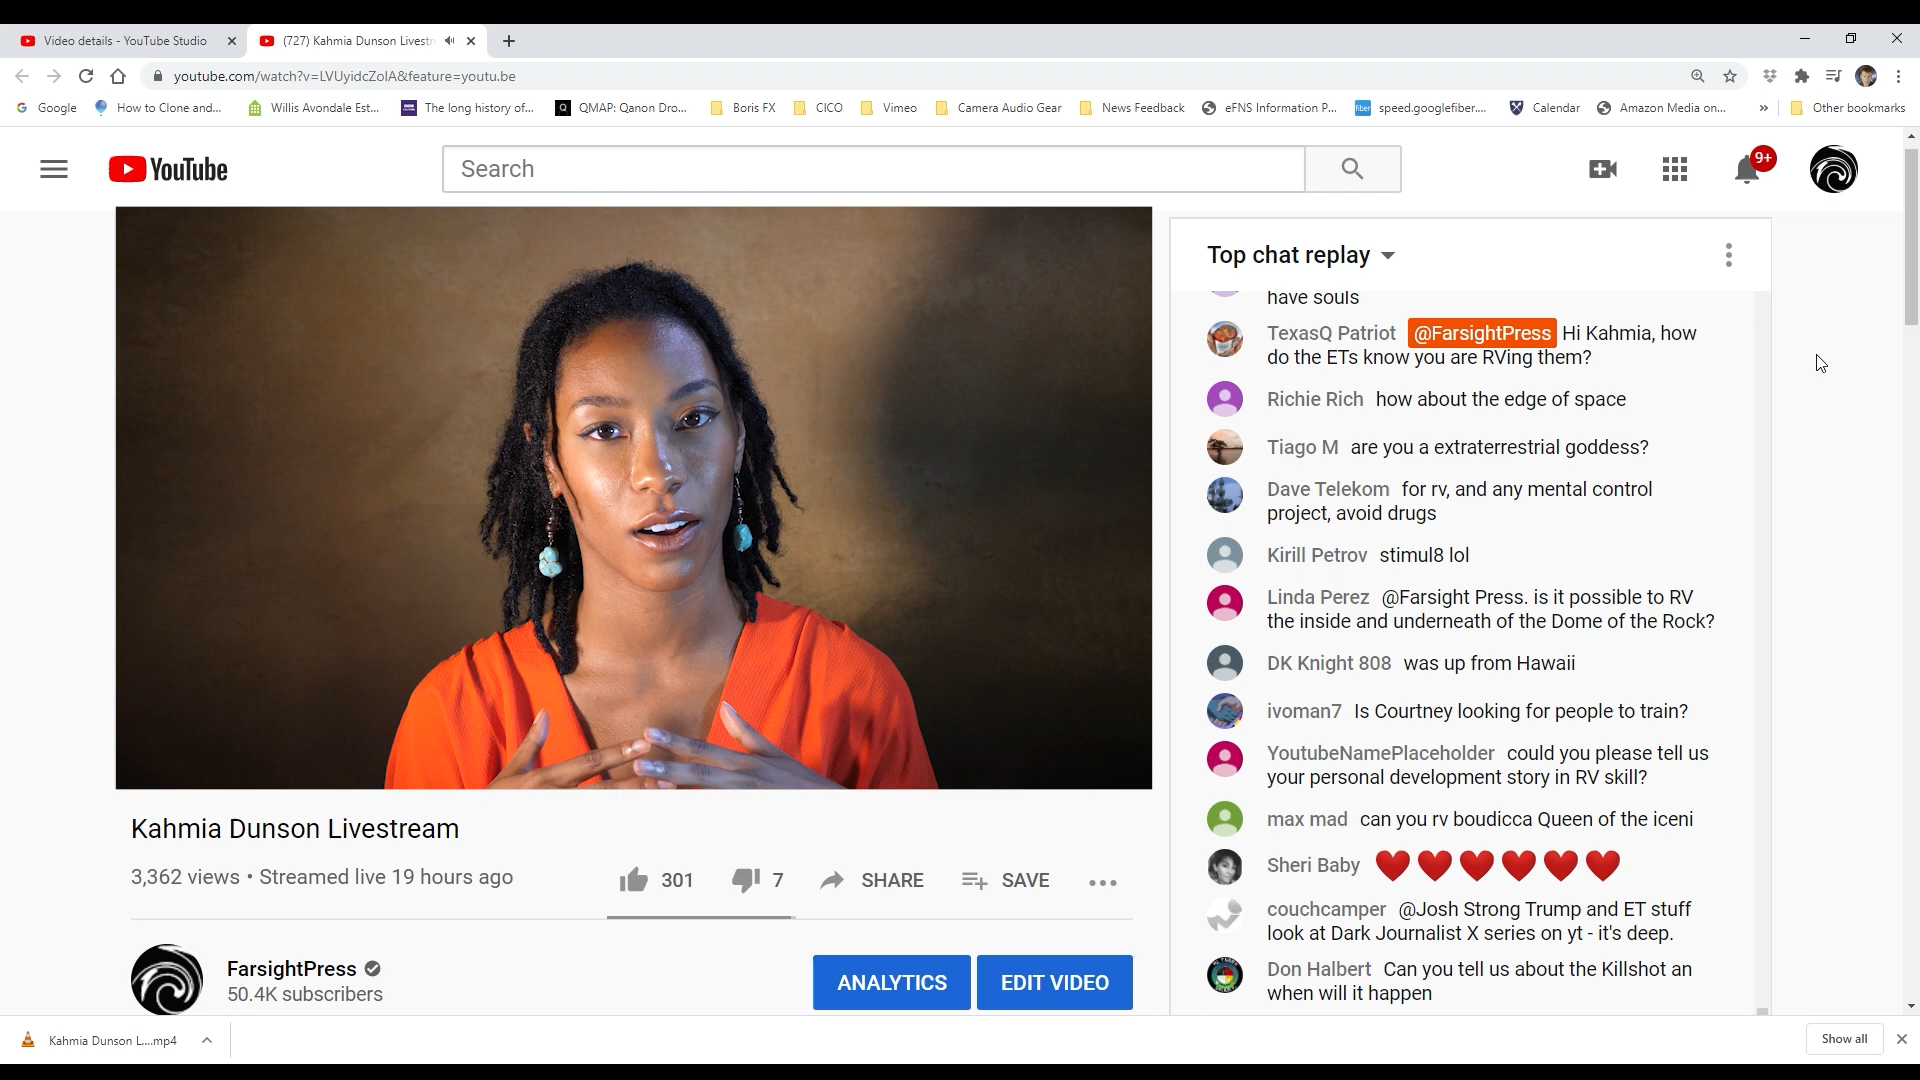 Video details - YouTube Studio
(727) Kahmia Dunson Livestr
youtube.com/watch?v=LVUyidcZolA&feature=youtu.be
Google
How to Clone and...
Willis Avondale Est...
The long history of...
QMAP: Qanon Dro...
Boris FX
CICO
Vimeo
Camera Audio Gear
News Feedback
eFNS Information P...
speed.googlefiber....
Calendar
Amazon Media on...
Other bookmarks
YouTube
Search
9+
Top chat replay
have souls
TexasQ Patriot @FarsightPress Hi Kahmia, how
do the ETs know you are RVing them?
Richie Rich how about the edge of space
Tiago M are you a extraterrestrial goddess?
Dave Telekom for rv, and any mental control
project, avoid drugs
Kirill Petrov stimul8 lol
Linda Perez @Farsight Press. is it possible to RV
the inside and underneath of the Dome of the Rock?
DK Knight 808 was up from Hawaii
ivoman7 Is Courtney looking for people to train?
YoutubeNamePlaceholder could you please tell us
your personal development story in RV skill?
max mad can you rv boudicca Queen of the iceni
Sheri Baby
couchcamper @Josh Strong Trump and ET stuff
look at Dark Journalist X series on yt - it's deep.
Don Halbert Can you tell us about the Killshot an
when will it happen
Kahmia Dunson Livestream
3,362 views • Streamed live 19 hours ago
301
7
SHARE
SAVE
FarsightPress
50.4K subscribers
ANALYTICS
EDIT VIDEO
Kahmia Dunson L....mp4
Show all